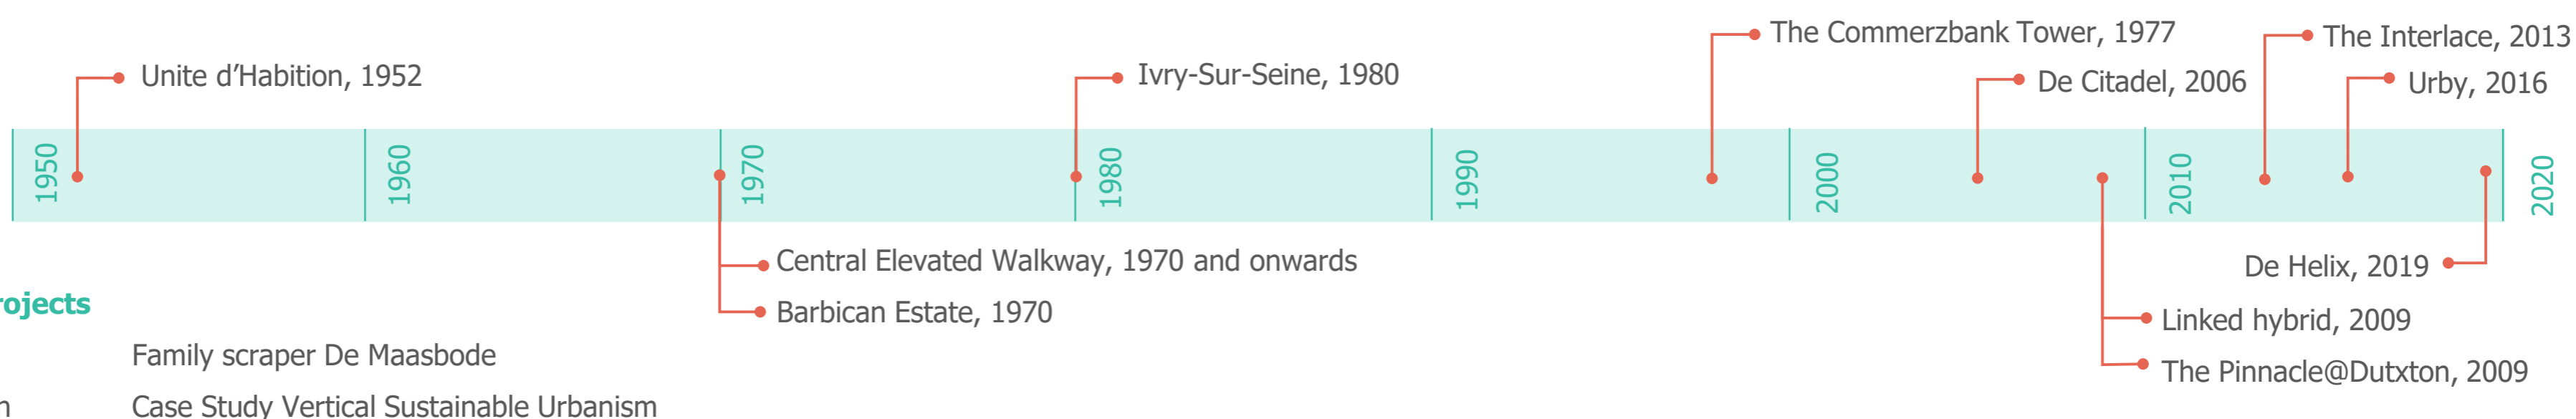 The Commerzbank Tower, 1977
The Interlace, 2013
Unite d’Habition, 1952
Ivry-Sur-Seine, 1980
De Citadel, 2006
Urby, 2016
1950
1960
1970
1980
1990
2000
2010
2020
Central Elevated Walkway, 1970 and onwards
De Helix, 2019
Barbican Estate, 1970
Linked hybrid, 2009
The Pinnacle@Dutxton, 2009
rojects
Family scraper De Maasbode
n Case Study Vertical Sustainable Urbanism